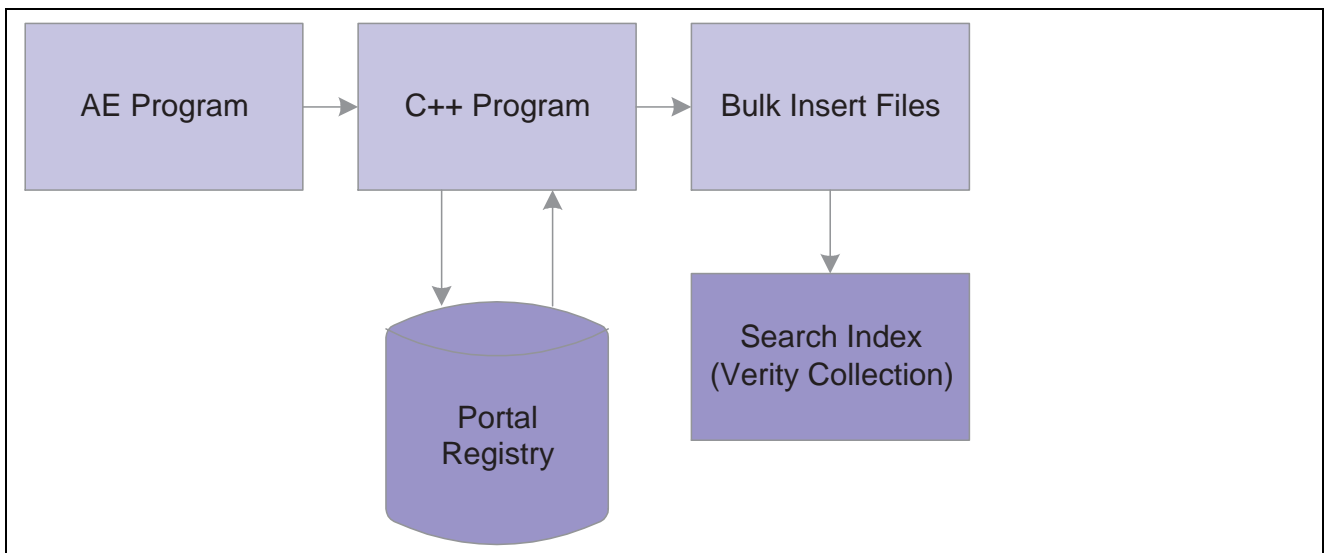 AE Program
C++ Program
Bulk Insert Files
Search Index
(Verity Collection)
Portal
Registry